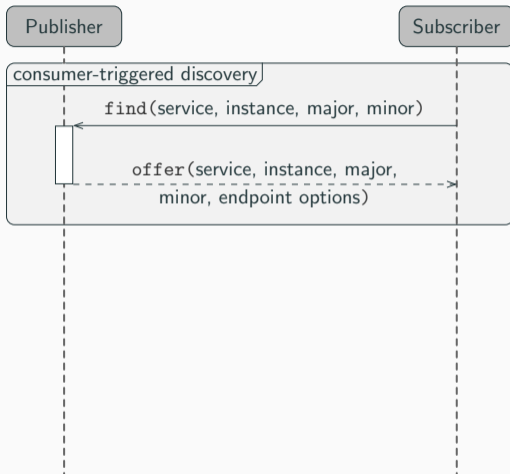 Publisher
Subscriber
consumer-triggered discovery
find(service, instance, major, minor)
offer(service, instance, major,
minor, endpoint options)